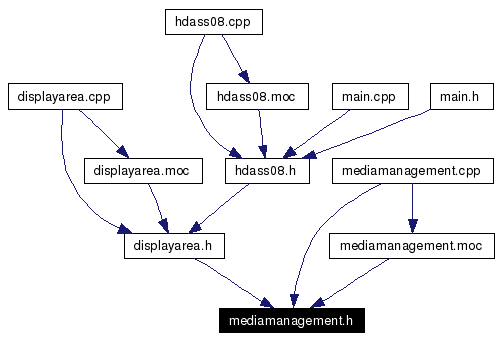 hdass08.cpp
displayarea.cpp
hdass08.moc
main.cpp
main.h
displayarea.moc
hdass08.h
mediamanagement.cpp
displayarea.h
mediamanagement.moc
mediamanagement.h